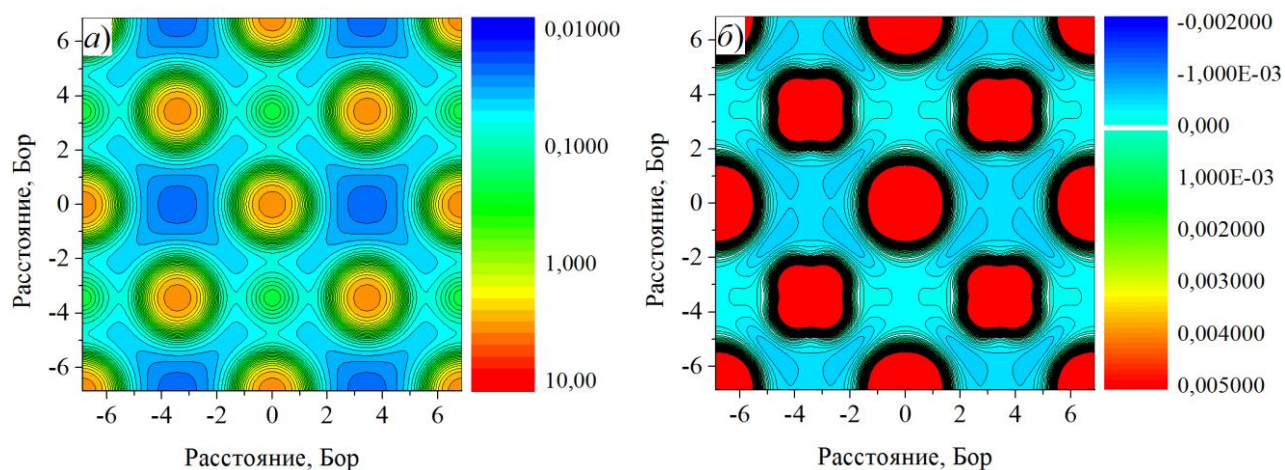 а)
6
4
2
0
-2
-4
-6
-6 -4 -2 0 2 4 6
Расстояние, Бор
Расстояние, Бор
0,01000
0,1000
1,000
10,00
б)
6
4
2
0
-2
-4
-6
-6 -4 -2 0 2 4 6
Расстояние, Бор
Расстояние, Бор
-0,002000
-1,000E-03
0,000
1,000E-03
0,002000
0,003000
0,004000
0,005000